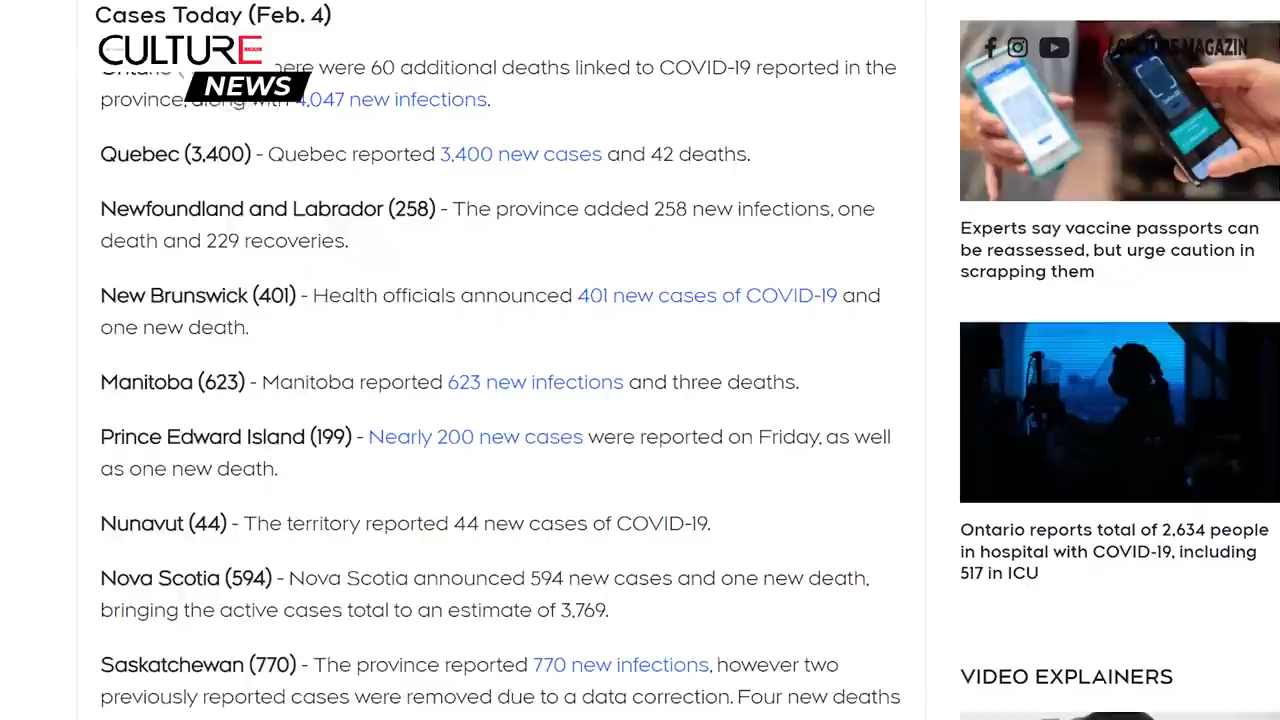 Cases Today (Feb. 4)
CULTURE
NEWS
here were 60 additional deaths linked to COVID-19 reported in the
province, along with 4,047 new infections.
Quebec (3,400) - Quebec reported 3,400 new cases and 42 deaths.
Newfoundland and Labrador (258) - The province added 258 new infections, one
death and 229 recoveries.
New Brunswick (401) - Health officials announced 401 new cases of COVID-19 and
one new death.
Manitoba (623) - Manitoba reported 623 new infections and three deaths.
Prince Edward Island (199) - Nearly 200 new cases were reported on Friday, as well
as one new death.
Nunavut (44) - The territory reported 44 new cases of COVID-19.
Nova Scotia (594) - Nova Scotia announced 594 new cases and one new death,
bringing the active cases total to an estimate of 3,769.
Saskatchewan (770) - The province reported 770 new infections, however two
previously reported cases were removed due to a data correction. Four new deaths
MAGAZIN
Experts say vaccine passports can
be reassessed, but urge caution in
scrapping them
Ontario reports total of 2,634 people
in hospital with COVID-19, including
517 in ICU
VIDEO EXPLAINERS